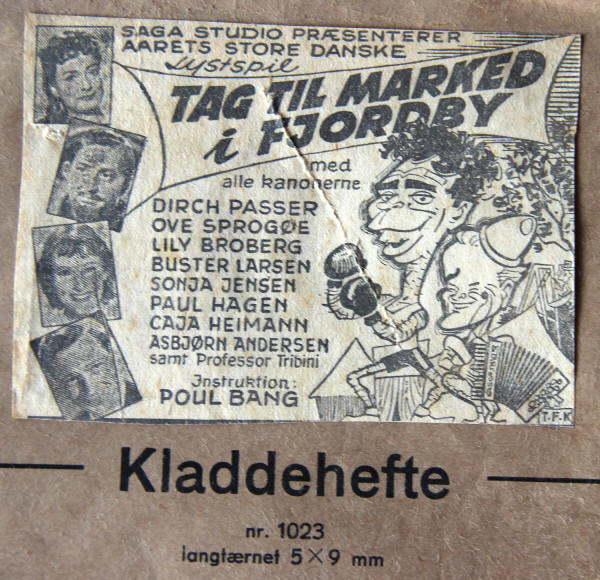 SAGA STUDIO PRÆSENTERER
AARETS STORE DANSKE
Lystspil
TAG TIL MARKED
i FJORDBY
med
alle kanonerne
DIRCH PASSER
OVE SPROGØE
LILY BROBERG
BUSTER LARSEN
SONJA JENSEN
PAUL HAGEN
CAJA HEIMANN
ASBJØRN ANDERSEN
samt Professor Tribini
Instruktion:
POUL BANG
T.F.K
Kladdehefte
nr. 1023
langtærnet 5×9 mm